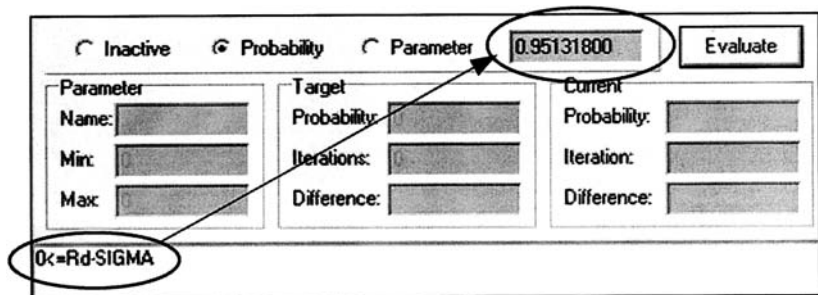 Inactive Probability Parameter 0.95131800 Evaluate
Parameter Target Current
Name: Probability: 0 Probability:
Min: 0 Iterations: 0 Iteration:
Max: 0 Difference: Difference:
0<=Rd-SIGMA